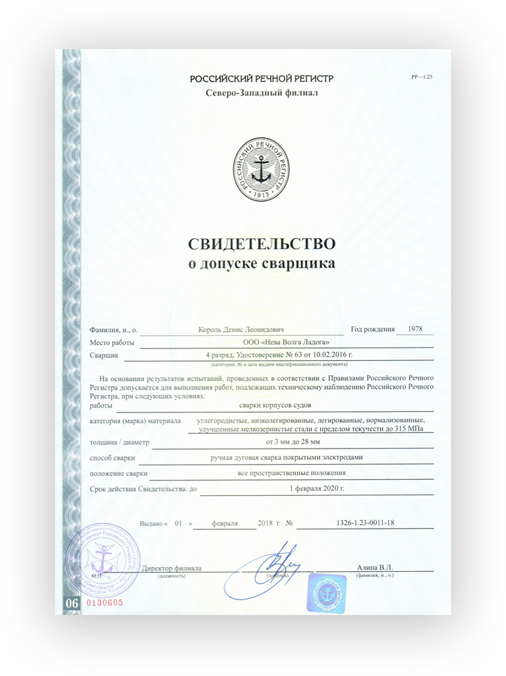 РОССИЙСКИЙ РЕЧНОЙ РЕГИСТР
РР—1.23
Северо-Западный филиал
РОССИЙСКИЙ РЕЧНОЙ РЕГИСТР
• 1913 •
СВИДЕТЕЛЬСТВО
о допуске сварщика
Фамилия, и., о. Король Денис Леонидович Год рождения 1978
Место работы ООО «Нева Волга Ладога»
Сварщик 4 разряд, Удостоверение № 63 от 10.02.2016 г.
(категория, № и дата выдачи квалификационного документа)
На основании результатов испытаний, проведенных в соответствии с Правилами Российского Речного
Регистра допускается для выполнения работ, подлежащих техническому наблюдению Российского Речного
Регистра, при следующих условиях:
работы сварки корпусов судов
категория (марка) материала углеродистые, низколегированные, легированные, нормализованные,
улучшенные мелкозернистые стали с пределом текучести до 315 МПа
толщина / диаметр от 3 мм до 28 мм
способ сварки ручная дуговая сварка покрытыми электродами
положение сварки все пространственные положения
Срок действия Свидетельства: до 1 февраля 2020 г.
Выдано « 01 » февраля 2018 г. № 1326-1.23-0011-18
М.П.
Директор филиала Алипа В.Л.
(должность) (подпись) (фамилия, и., о.)
06 0130605